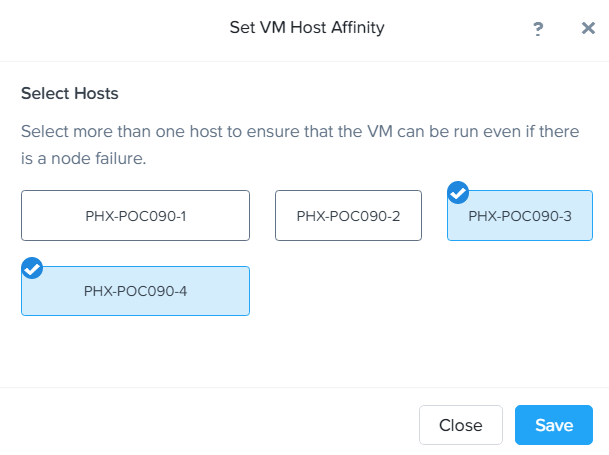 Set VM Host Affinity ? ×
Select Hosts
Select more than one host to ensure that the VM can be run even if there
is a node failure.
PHX-POC090-1 PHX-POC090-2 PHX-POC090-3
PHX-POC090-4
Close Save